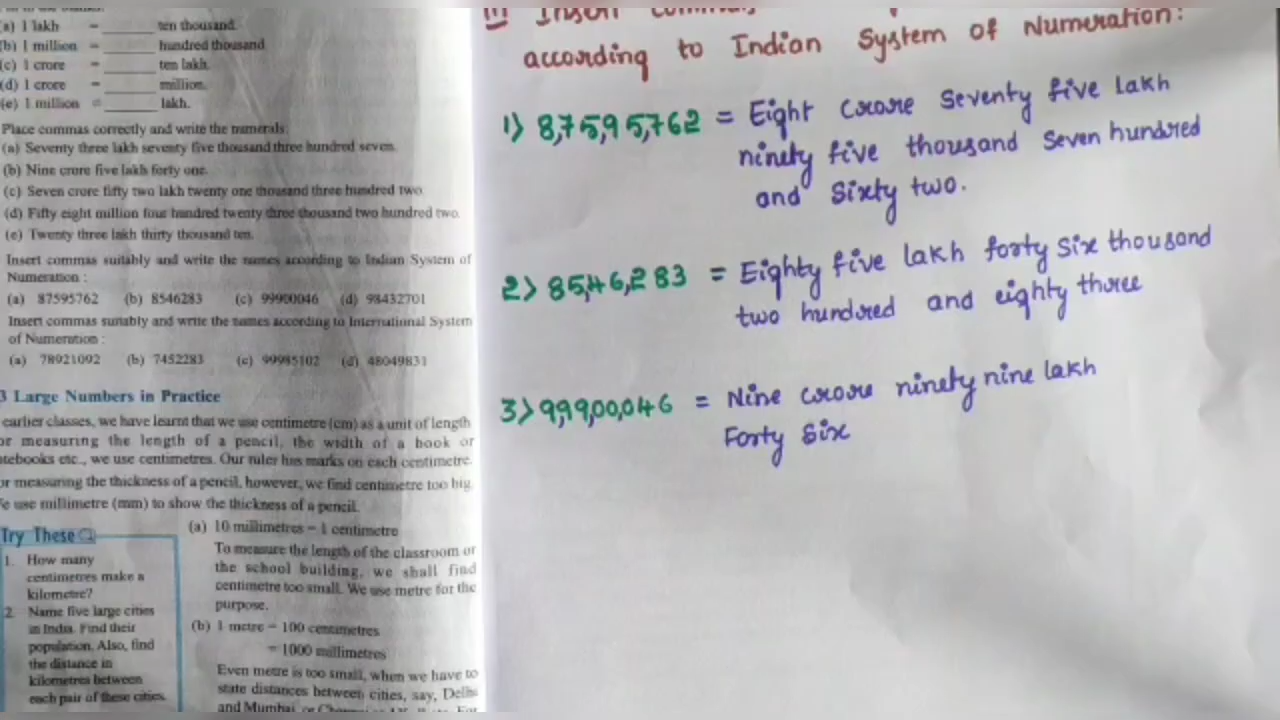 (a) 1 lakh = ______ ten thousand.
(b) 1 million = ______ hundred thousand.
(c) 1 crore = ______ ten lakh.
(d) 1 crore = ______ million.
(e) 1 million = ______ lakh.
Place commas correctly and write the numerals:
(a) Seventy three lakh seventy five thousand three hundred seven.
(b) Nine crore five lakh forty one.
(c) Seven crore fifty two lakh twenty one thousand three hundred two.
(d) Fifty eight million four hundred twenty three thousand two hundred two.
(e) Twenty three lakh thirty thousand ten.
Insert commas suitably and write the names according to Indian System of
Numeration :
(a) 87595762 (b) 8546283 (c) 99900046 (d) 98432701
Insert commas suitably and write the names according to International System
of Numeration :
(a) 78921092 (b) 7452283 (c) 99985102 (d) 48049831
3 Large Numbers in Practice
earlier classes, we have learnt that we use centimetre (cm) as a unit of length.
or measuring the length of a pencil, the width of a book or
tebooks etc., we use centimetres. Our ruler has marks on each centimetre.
or measuring the thickness of a pencil, however, we find centimetre too big.
e use millimetre (mm) to show the thickness of a pencil.
Try These
1. How many
centimetres make a
kilometre?
2. Name five large cities
in India. Find their
population. Also, find
the distance in
kilometres between
each pair of these cities.
(a) 10 millimetres = 1 centimetre
To measure the length of the classroom or
the school building, we shall find
centimetre too small. We use metre for the
purpose.
(b) 1 metre = 100 centimetres
= 1000 millimetres
Even metre is too small, when we have to
state distances between cities, say, Delhi
and Mumbai, or
III Insert commas
according to Indian System of Numeration:
1) 8,75,95,762 = Eight crore Seventy five lakh
ninety five thousand Seven hundred
and Sixty two.
2) 85,46,283 = Eighty five lakh forty Six thousand
two hundred and eighty three
3) 9,99,00,046 = Nine crore ninety nine lakh
Forty Six